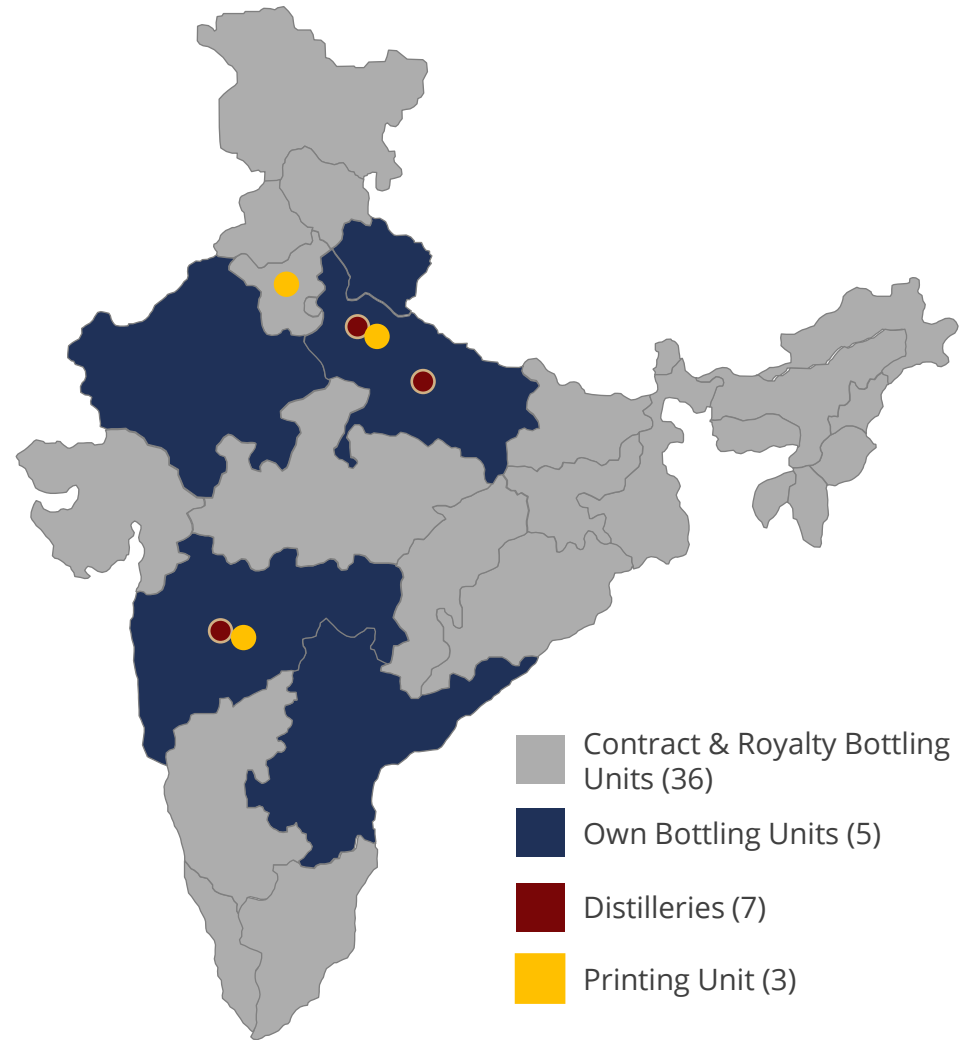 Contract & Royalty Bottling
Units (36)
Own Bottling Units (5)
Distilleries (7)
Printing Unit (3)